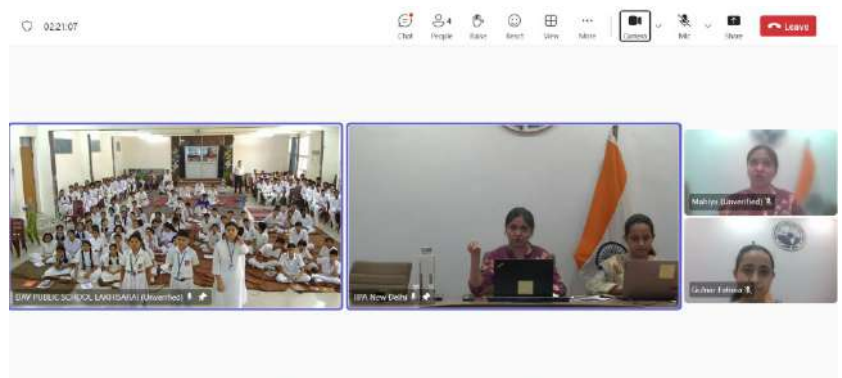 02:21:07
Chat
4
People
Raise
React
View
More
Camera
Mic
Share
Leave
DAV PUBLIC SCHOOL LAKHISARAI (Unverified)
IIPA New Delhi
Mahiya (Unverified)
Gulnar Fatima